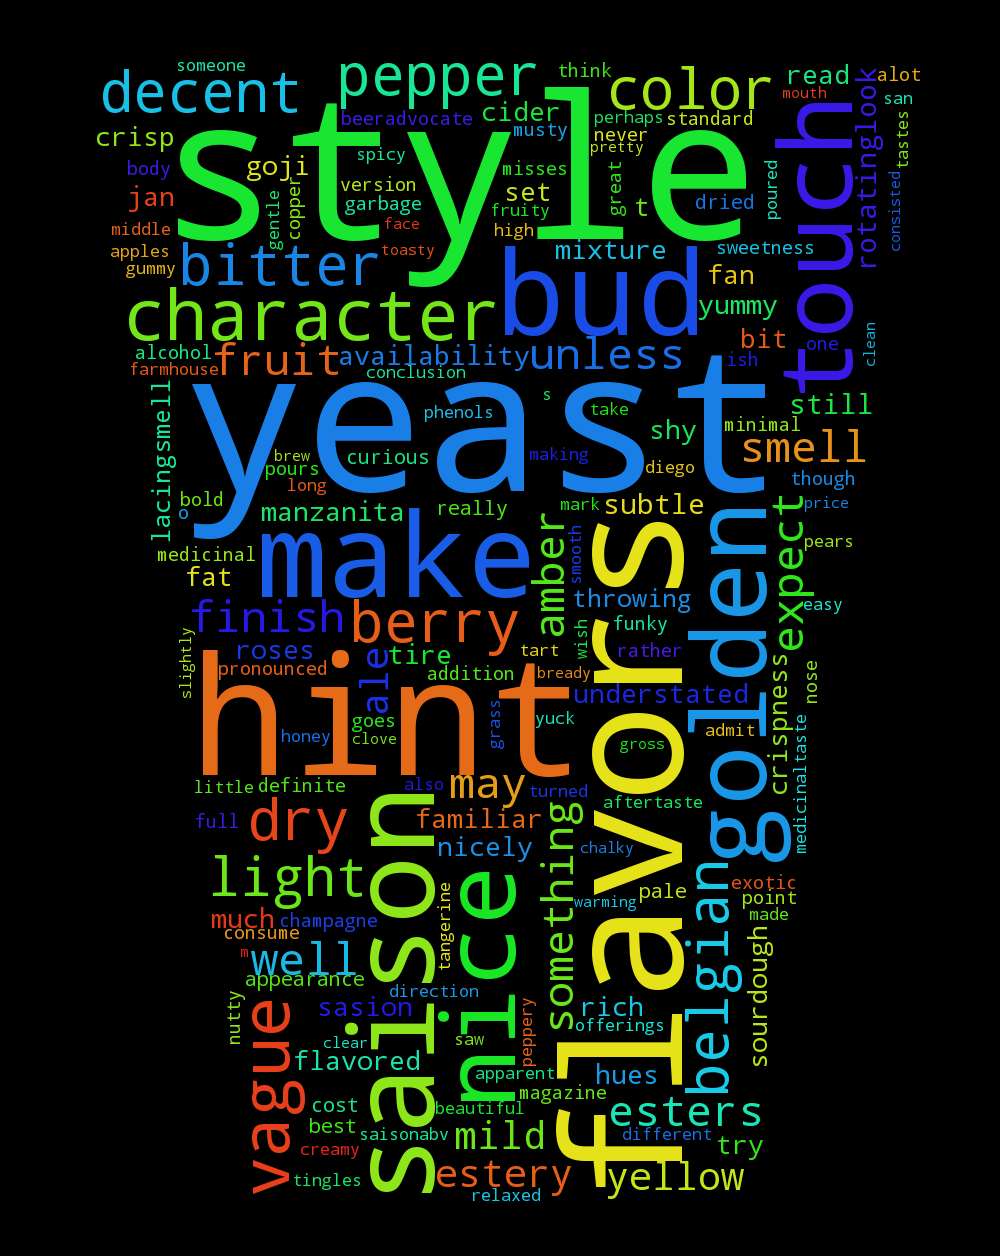 someone
decent
pepper
think
color
read
alot
mouth
san
style
beeradvocate
cider
perhaps
standard
musty
never
pretty
touch
rotatinglook
tastes
crisp
body
goji
spicy
misses
version
set
great
t
dried
poured
consisted
jan
gentle
copper
garbage
fruity
face
high
middle
apples
gummy
toasty
bitter
mixture
sweetness
bud
fan
yummy
character
alcohol
farmhouse
fruit
availability
unless
bit
ish
one
clean
conclusion
yeast
s
phenols
take
shy
minimal
still
smell
lacingsmell
brew
pours
long
curious
making
diego
though
bold
o
manzanita
really
mark
subtle
price
make
amber
smooth
golden
expect
pears
medicinal
fat
throwing
easy
finish
berry
wish
funky
flavors
slightly
roses
ale
tire
tart
rather
pronounced
addition
bready
understated
crispness
nose
hint
honey
goes
clove
grass
yuck
gross
admit
medicinaltaste
little
definite
also
may
turned
aftertaste
full
dry
familiar
nicely
something
chalky
light
saison
nice
tangerine
warming
pale
belgian
exotic
point
made
much
champagne
consume
m
well
appearance
direction
sourdough
nutty
vague
sasion
clear
saw
peppery
rich
offerings
flavored
apparent
hues
magazine
cost
best
beautiful
esters
saisonabv
mild
different
try
creamy
tingles
estery
relaxed
yellow